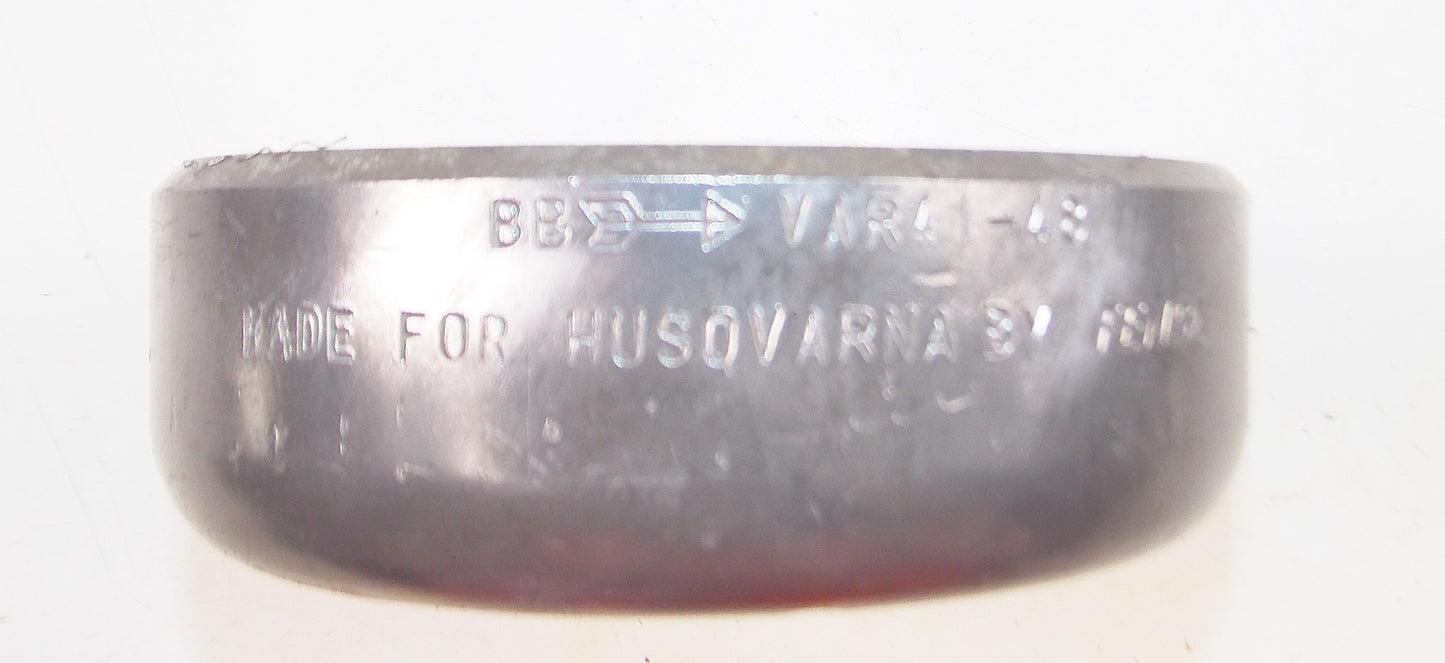 BB VAR41-48
MADE FOR HUSQVARNA BY